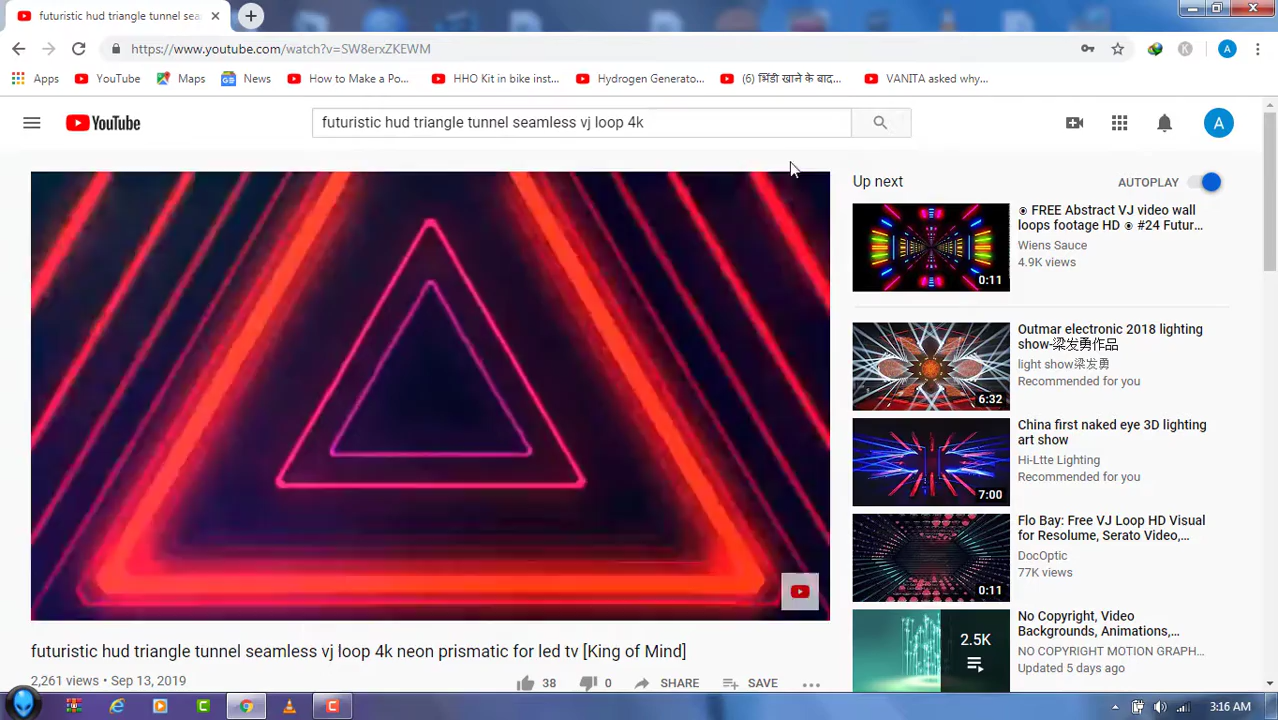 futuristic hud triangle tunnel sea
https://www.youtube.com/watch?v=SW8erxZKEWM
Apps YouTube Maps News How to Make a Po... HHO Kit in bike inst... Hydrogen Generato... (6) भिंडी खाने के बाद... VANITA asked why...
YouTube
futuristic hud triangle tunnel seamless vj loop 4k
A
A
Up next
AUTOPLAY
◉ FREE Abstract VJ video wall
loops footage HD ◉ #24 Futur...
Wiens Sauce
4.9K views
0:11
Outmar electronic 2018 lighting
show-梁发勇作品
light show梁发勇
Recommended for you
6:32
China first naked eye 3D lighting
art show
Hi-Ltte Lighting
Recommended for you
7:00
Flo Bay: Free VJ Loop HD Visual
for Resolume, Serato Video,...
DocOptic
77K views
0:11
No Copyright, Video
Backgrounds, Animations,...
NO COPYRIGHT MOTION GRAPH...
Updated 5 days ago
2.5K
futuristic hud triangle tunnel seamless vj loop 4k neon prismatic for led tv [King of Mind]
2,261 views • Sep 13, 2019
38 0 SHARE SAVE
3:16 AM